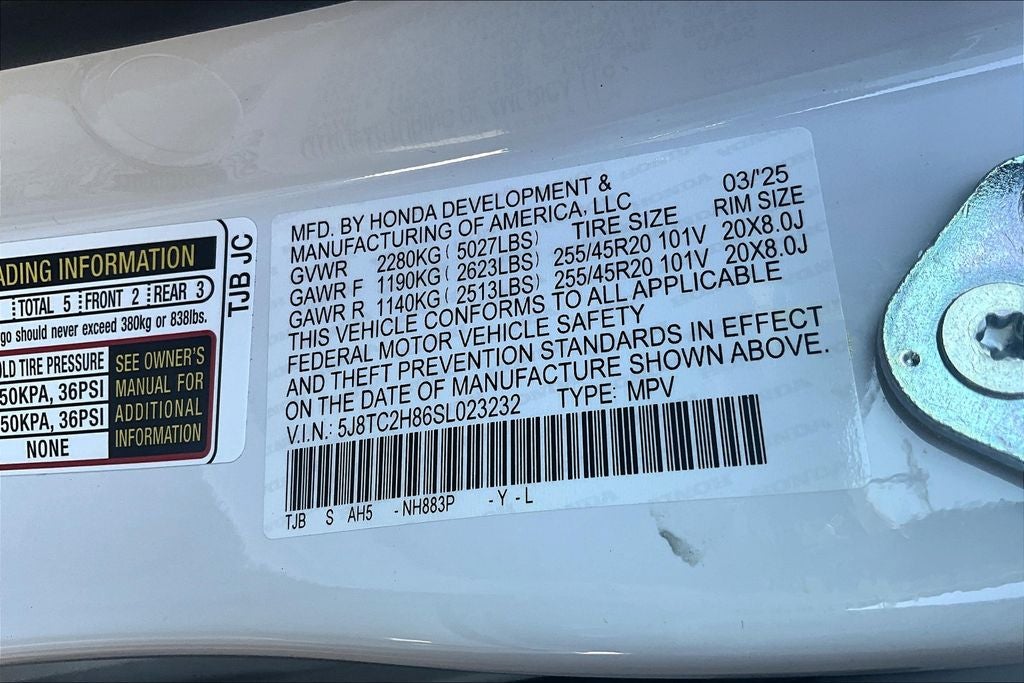 ADING INFORMATION
TOTAL 5 FRONT 2 REAR 3
go should never exceed 380kg or 838lbs.
LD TIRE PRESSURE
50KPA, 36PSI
50KPA, 36PSI
NONE
SEE OWNER'S
MANUAL FOR
ADDITIONAL
INFORMATION
TJB JC
MFD. BY HONDA DEVELOPMENT & 03/'25
MANUFACTURING OF AMERICA, LLC
GVWR 2280KG (5027LBS) TIRE SIZE RIM SIZE
GAWR F 1190KG (2623LBS) 255/45R20 101V 20X8.0J
GAWR R 1140KG (2513LBS) 255/45R20 101V 20X8.0J
THIS VEHICLE CONFORMS TO ALL APPLICABLE
FEDERAL MOTOR VEHICLE SAFETY
AND THEFT PREVENTION STANDARDS IN EFFECT
ON THE DATE OF MANUFACTURE SHOWN ABOVE.
V.I.N.: 5J8TC2H86SL023232 TYPE: MPV
TJB S AH5 - NH883P - Y - L